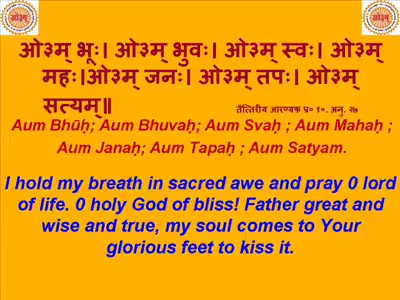 ओ३म् भूः। ओ३म् भुवः। ओ३म् स्वः। ओ३म्
महः।ओ३म् जनः। ओ३म् तपः। ओ३म्
सत्यम्॥ तैत्तिरीय आरण्यक प्र० १०. अनु. २७
Aum Bhūḥ; Aum Bhuvaḥ; Aum Svaḥ ; Aum Mahaḥ ;
Aum Janaḥ; Aum Tapaḥ ; Aum Satyam.
I hold my breath in sacred awe and pray 0 lord
of life. 0 holy God of bliss! Father great and
wise and true, my soul comes to Your
glorious feet to kiss it.